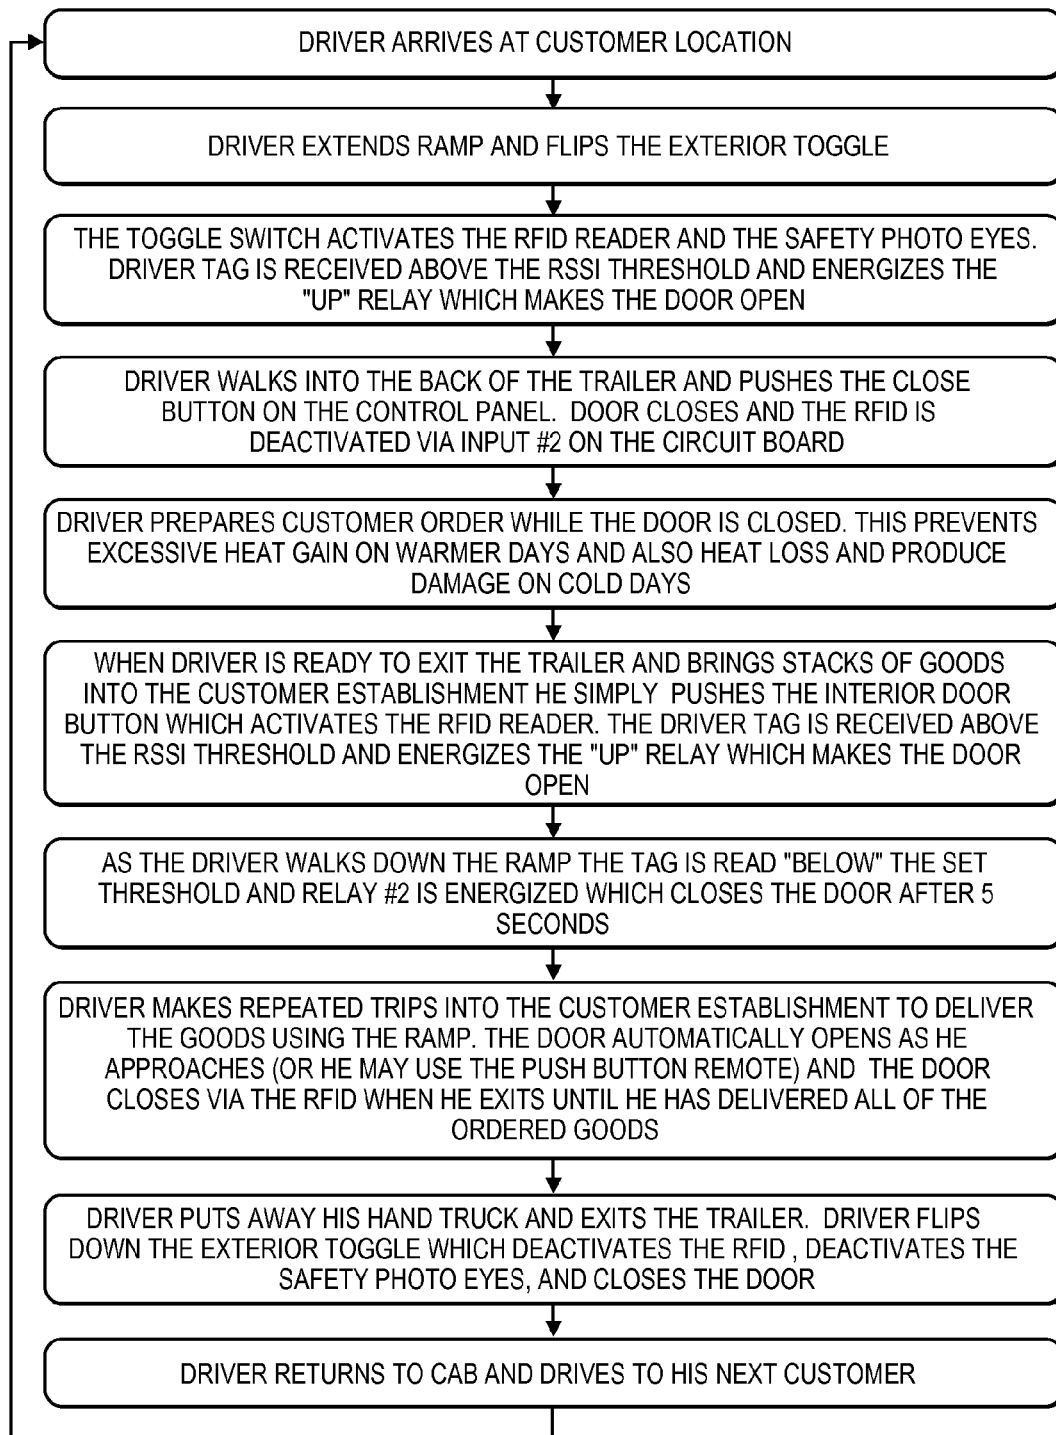 DRIVER ARRIVES AT CUSTOMER LOCATION
DRIVER EXTENDS RAMP AND FLIPS THE EXTERIOR TOGGLE
THE TOGGLE SWITCH ACTIVATES THE RFID READER AND THE SAFETY PHOTO EYES.
DRIVER TAG IS RECEIVED ABOVE THE RSSI THRESHOLD AND ENERGIZES THE
"UP" RELAY WHICH MAKES THE DOOR OPEN
DRIVER WALKS INTO THE BACK OF THE TRAILER AND PUSHES THE CLOSE
BUTTON ON THE CONTROL PANEL. DOOR CLOSES AND THE RFID IS
DEACTIVATED VIA INPUT #2 ON THE CIRCUIT BOARD
DRIVER PREPARES CUSTOMER ORDER WHILE THE DOOR IS CLOSED. THIS PREVENTS
EXCESSIVE HEAT GAIN ON WARMER DAYS AND ALSO HEAT LOSS AND PRODUCE
DAMAGE ON COLD DAYS
WHEN DRIVER IS READY TO EXIT THE TRAILER AND BRINGS STACKS OF GOODS
INTO THE CUSTOMER ESTABLISHMENT HE SIMPLY PUSHES THE INTERIOR DOOR
BUTTON WHICH ACTIVATES THE RFID READER. THE DRIVER TAG IS RECEIVED ABOVE
THE RSSI THRESHOLD AND ENERGIZES THE "UP" RELAY WHICH MAKES THE DOOR
OPEN
AS THE DRIVER WALKS DOWN THE RAMP THE TAG IS READ "BELOW" THE SET
THRESHOLD AND RELAY #2 IS ENERGIZED WHICH CLOSES THE DOOR AFTER 5
SECONDS
DRIVER MAKES REPEATED TRIPS INTO THE CUSTOMER ESTABLISHMENT TO DELIVER
THE GOODS USING THE RAMP. THE DOOR AUTOMATICALLY OPENS AS HE
APPROACHES (OR HE MAY USE THE PUSH BUTTON REMOTE) AND THE DOOR
CLOSES VIA THE RFID WHEN HE EXITS UNTIL HE HAS DELIVERED ALL OF THE
ORDERED GOODS
DRIVER PUTS AWAY HIS HAND TRUCK AND EXITS THE TRAILER. DRIVER FLIPS
DOWN THE EXTERIOR TOGGLE WHICH DEACTIVATES THE RFID , DEACTIVATES THE
SAFETY PHOTO EYES, AND CLOSES THE DOOR
DRIVER RETURNS TO CAB AND DRIVES TO HIS NEXT CUSTOMER